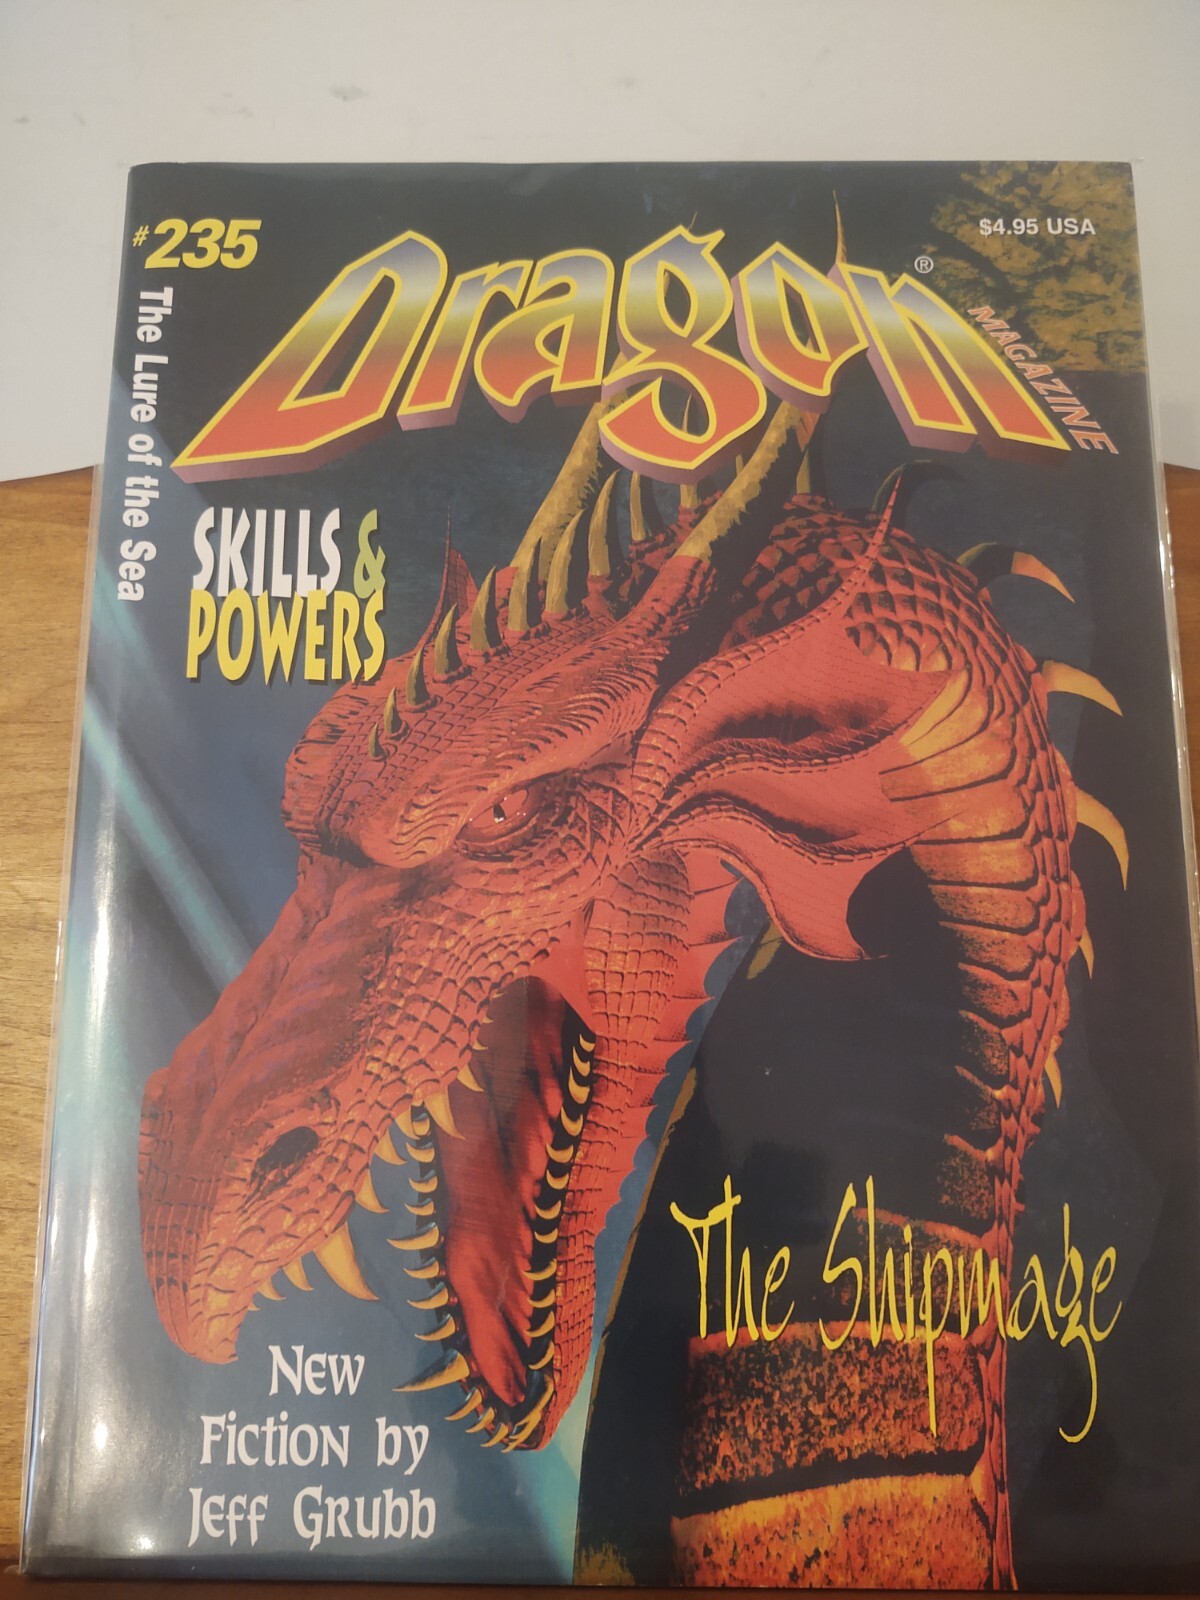 #235
$4.95 USA
Dragon®
MAGAZINE
The Lure of the Sea
SKILLS &
POWERS
The Shipmage
New
Fiction by
Jeff Grubb